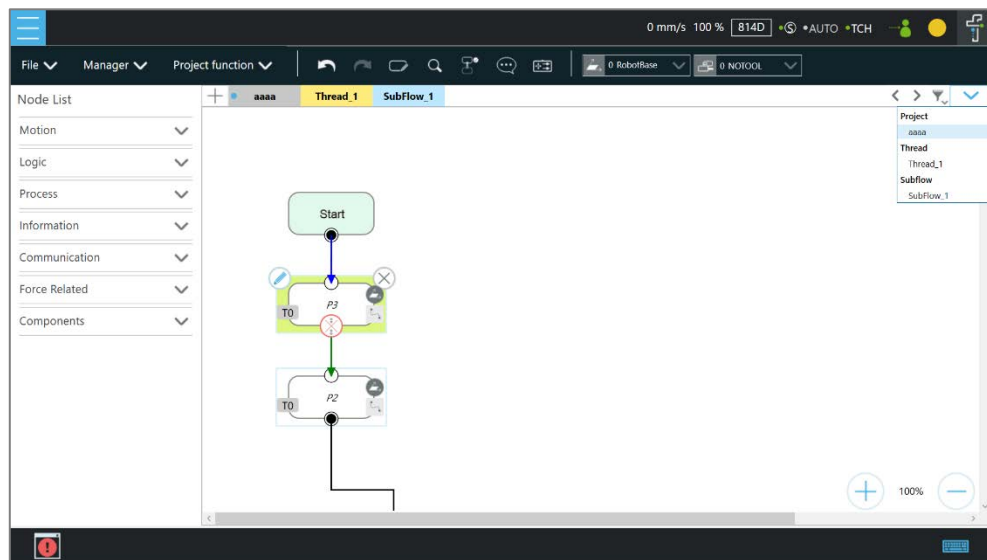 0 mm/s 100 % 814D S AUTO TCH
File Manager Project function 0 RobotBase 0 NOTOOL
Node List
aaaa Thread_1 SubFlow_1
Motion
Logic
Process
Information
Communication
Force Related
Components
Project
aaaa
Thread
Thread_1
Subflow
SubFlow_1
Start
P3
T0
P2
T0
100%